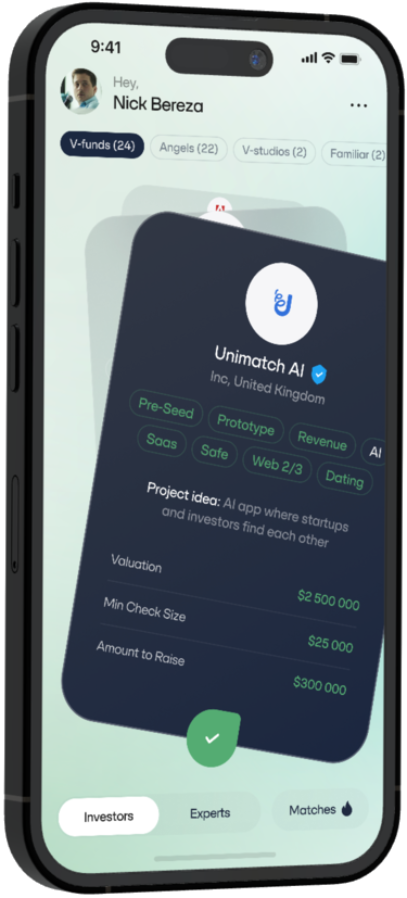 9:41
Hey,
Nick Bereza
V-funds (24) Angels (22) V-studios (2) Familiar (2)
Unimatch AI
Inc, United Kingdom
Pre-Seed Prototype Revenue AI
Saas Safe Web 2/3 Dating
Project idea: AI app where startups
and investors find each other
Valuation $2 500 000
Min Check Size $25 000
Amount to Raise $300 000
Investors Experts Matches